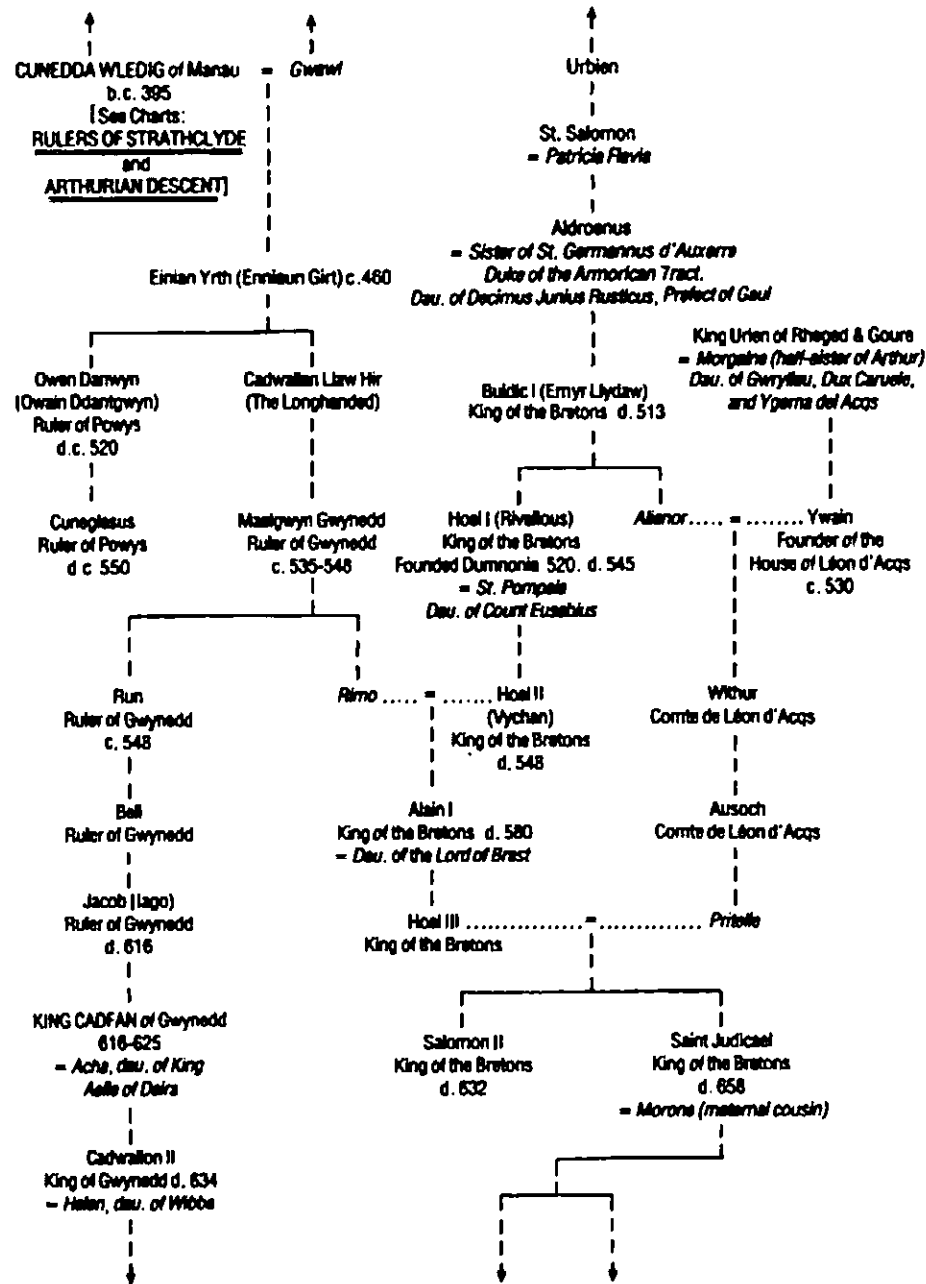 CUNEDDA WLEDIG of Manau = Gwawl
b.c. 395
[See Charts:
RULERS OF STRATHCLYDE
and
ARTHURIAN DESCENT]
Urbien
St. Salomon
= Patricia Flavia
Aldroenus
= Sister of St. Germannus d'Auxerre
Duke of the Armorican Tract.
Dau. of Decimus Junius Rusticus, Prefect of Gaul
Einian Yrth (Enniaun Girt) c. 460
King Urien of Rheged & Goure
= Morgaine (half-sister of Arthur)
Dau. of Gwryllieu, Dux Caruele,
and Ygerna del Acqs
Owen Danwyn
(Owain Ddantgwyn)
Ruler of Powys
d.c. 520
Cadwallan Llaw Hir
(The Longhanded)
Budic I (Emyr Llydaw)
King of the Bretons d. 513
Cuneglasus
Ruler of Powys
d c 550
Maelgwyn Gwynedd
Ruler of Gwynedd
c. 535-548
Hoel I (Rivallous)
King of the Bretons
Founded Dumnonia 520. d. 545
= St. Pompeia
Dau. of Count Eusebius
Alienor ..... = ........ Ywain
Founder of the
House of Léon d'Acqs
c. 530
Run
Ruler of Gwynedd
c. 548
Rimo ..... = ....... Hoel II
(Vychan)
King of the Bretons
d. 548
Withur
Comte de Léon d'Acqs
Beli
Ruler of Gwynedd
Alain I
King of the Bretons d. 580
= Dau. of the Lord of Brest
Ausoch
Comte de Léon d'Acqs
Jacob (Iago)
Ruler of Gwynedd
d. 616
Hoel III ..................... = ..................... Pritelle
King of the Bretons
KING CADFAN of Gwynedd
616-625
= Acha, dau. of King
Aelle of Deira
Salomon II
King of the Bretons
d. 632
Saint Judicael
King of the Bretons
d. 658
= Morone (maternal cousin)
Cadwallon II
King of Gwynedd d. 634
= Helen, dau. of Wibba